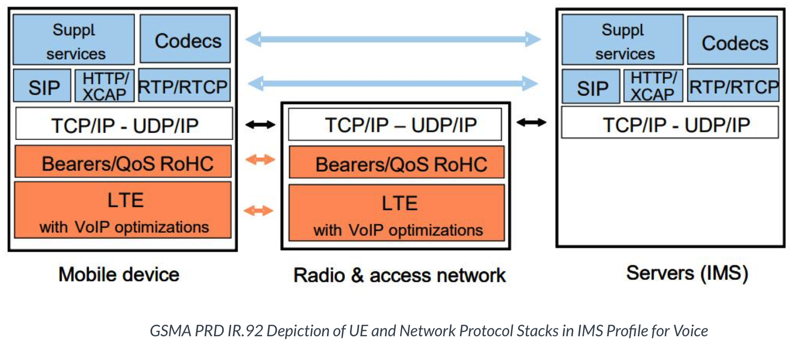 Suppl
services
Codecs
SIP
HTTP/
XCAP
RTP/RTCP
TCP/IP - UDP/IP
Bearers/QoS RoHC
LTE
with VoIP optimizations
Mobile device
TCP/IP – UDP/IP
Bearers/QoS RoHC
LTE
with VoIP optimizations
Radio & access network
Suppl
services
Codecs
SIP
HTTP/
XCAP
RTP/RTCP
TCP/IP - UDP/IP
Servers (IMS)
GSMA PRD IR.92 Depiction of UE and Network Protocol Stacks in IMS Profile for Voice